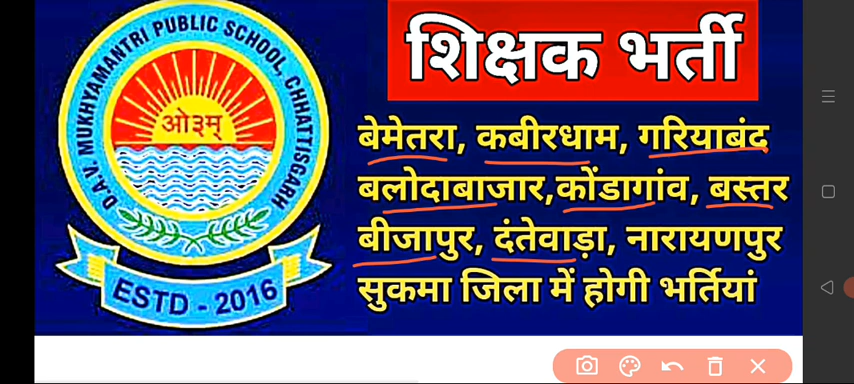 D.A.V. MUKHYAMANTRI PUBLIC SCHOOL, CHHATTISGARH
ओ३म्
ESTD - 2016
शिक्षक भर्ती
बेमेतरा, कबीरधाम, गरियाबंद
बलोदाबाजार,कोंडागांव, बस्तर
बीजापुर, दंतेवाड़ा, नारायणपुर
सुकमा जिला में होगी भर्तियां